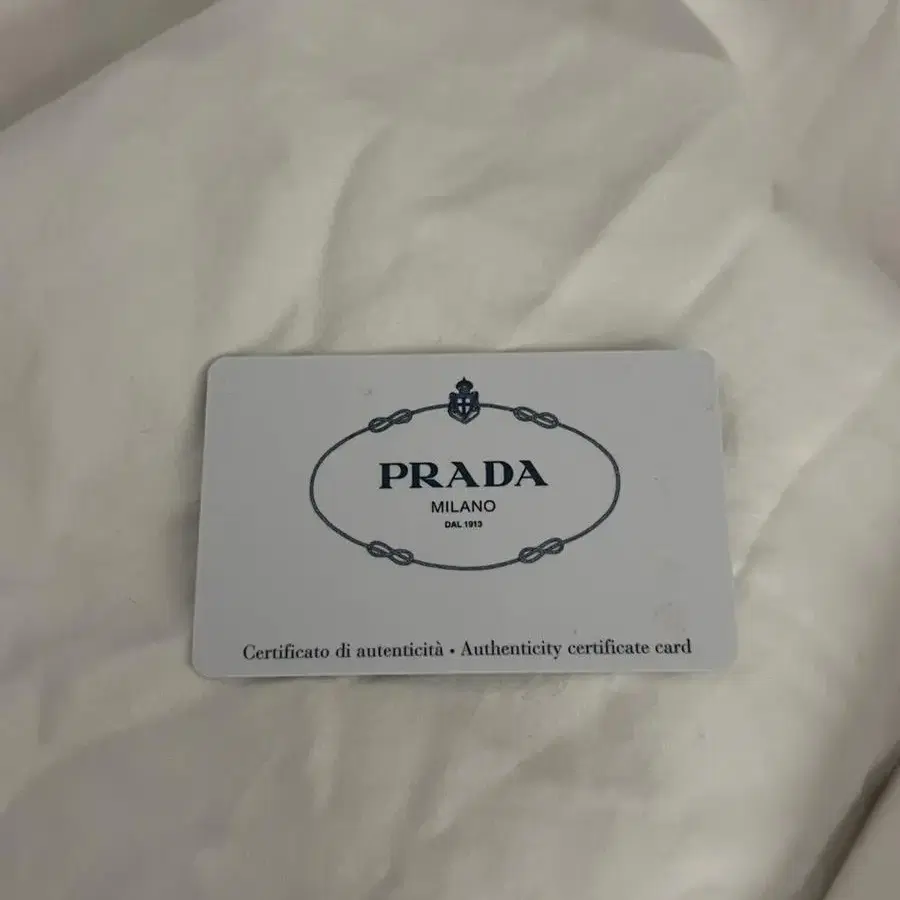 PRADA
MILANO
DAL 1913
Certificato di autenticità • Authenticity certificate card